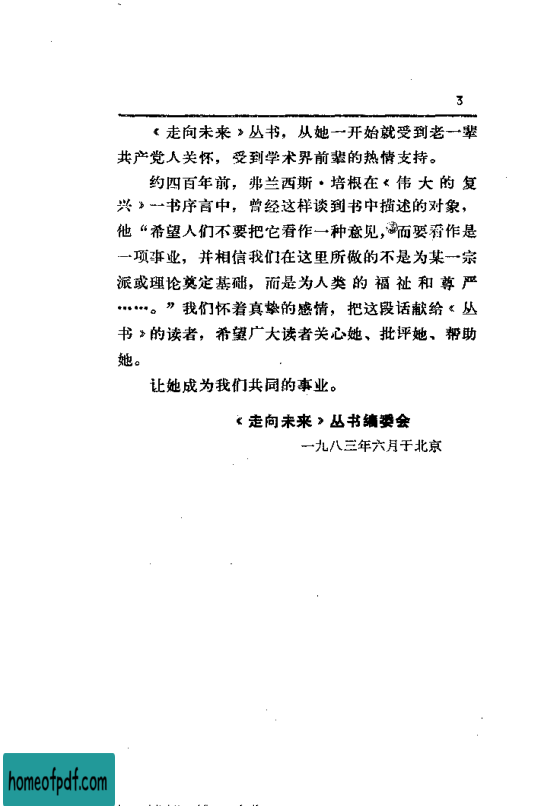 3
《走向未来》丛书，从她一开始就受到老一辈
共产党人关怀，受到学术界前辈的热情支持。
约四百年前，弗兰西斯·培根在《伟大的复
兴》一书序言中，曾经这样谈到书中描述的对象，
他“希望人们不要把它看作一种意见，而要看作是
一项事业，并相信我们在这里所做的不是为某一宗
派或理论奠定基础，而是为人类的福祉和尊严
……。”我们怀着真挚的感情，把这段话献给《丛
书》的读者，希望广大读者关心她、批评她、帮助
她。
让她成为我们共同的事业。
《走向未来》丛书编委会
一九八三年六月于北京
homeofpdf.com